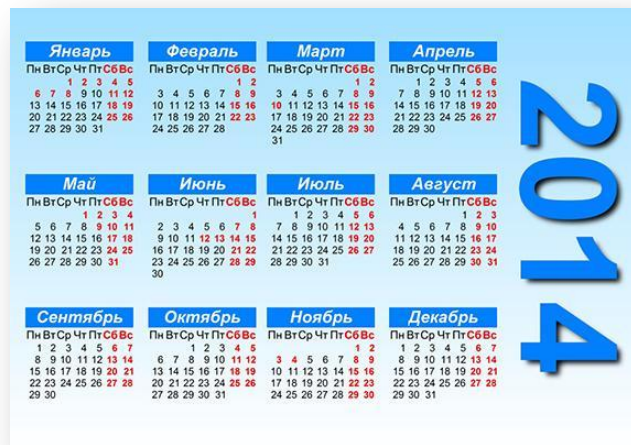 Январь
Пн Вт Ср Чт Пт Сб Вс
1 2 3 4 5
6 7 8 9 10 11 12
13 14 15 16 17 18 19
20 21 22 23 24 25 26
27 28 29 30 31
Февраль
Пн Вт Ср Чт Пт Сб Вс
1 2
3 4 5 6 7 8 9
10 11 12 13 14 15 16
17 18 19 20 21 22 23
24 25 26 27 28
Март
Пн Вт Ср Чт Пт Сб Вс
1 2
3 4 5 6 7 8 9
10 11 12 13 14 15 16
17 18 19 20 21 22 23
24 25 26 27 28 29 30
31
Апрель
Пн Вт Ср Чт Пт Сб Вс
1 2 3 4 5 6
7 8 9 10 11 12 13
14 15 16 17 18 19 20
21 22 23 24 25 26 27
28 29 30
Май
Пн Вт Ср Чт Пт Сб Вс
1 2 3 4
5 6 7 8 9 10 11
12 13 14 15 16 17 18
19 20 21 22 23 24 25
26 27 28 29 30 31
Июнь
Пн Вт Ср Чт Пт Сб Вс
1
2 3 4 5 6 7 8
9 10 11 12 13 14 15
16 17 18 19 20 21 22
23 24 25 26 27 28 29
30
Июль
Пн Вт Ср Чт Пт Сб Вс
1 2 3 4 5 6
7 8 9 10 11 12 13
14 15 16 17 18 19 20
21 22 23 24 25 26 27
28 29 30 31
Август
Пн Вт Ср Чт Пт Сб Вс
1 2 3
4 5 6 7 8 9 10
11 12 13 14 15 16 17
18 19 20 21 22 23 24
25 26 27 28 29 30 31
Сентябрь
Пн Вт Ср Чт Пт Сб Вс
1 2 3 4 5 6 7
8 9 10 11 12 13 14
15 16 17 18 19 20 21
22 23 24 25 26 27 28
29 30
Октябрь
Пн Вт Ср Чт Пт Сб Вс
1 2 3 4 5
6 7 8 9 10 11 12
13 14 15 16 17 18 19
20 21 22 23 24 25 26
27 28 29 30 31
Ноябрь
Пн Вт Ср Чт Пт Сб Вс
1 2
3 4 5 6 7 8 9
10 11 12 13 14 15 16
17 18 19 20 21 22 23
24 25 26 27 28 29 30
Декабрь
Пн Вт Ср Чт Пт Сб Вс
1 2 3 4 5 6 7
8 9 10 11 12 13 14
15 16 17 18 19 20 21
22 23 24 25 26 27 28
29 30 31
2014